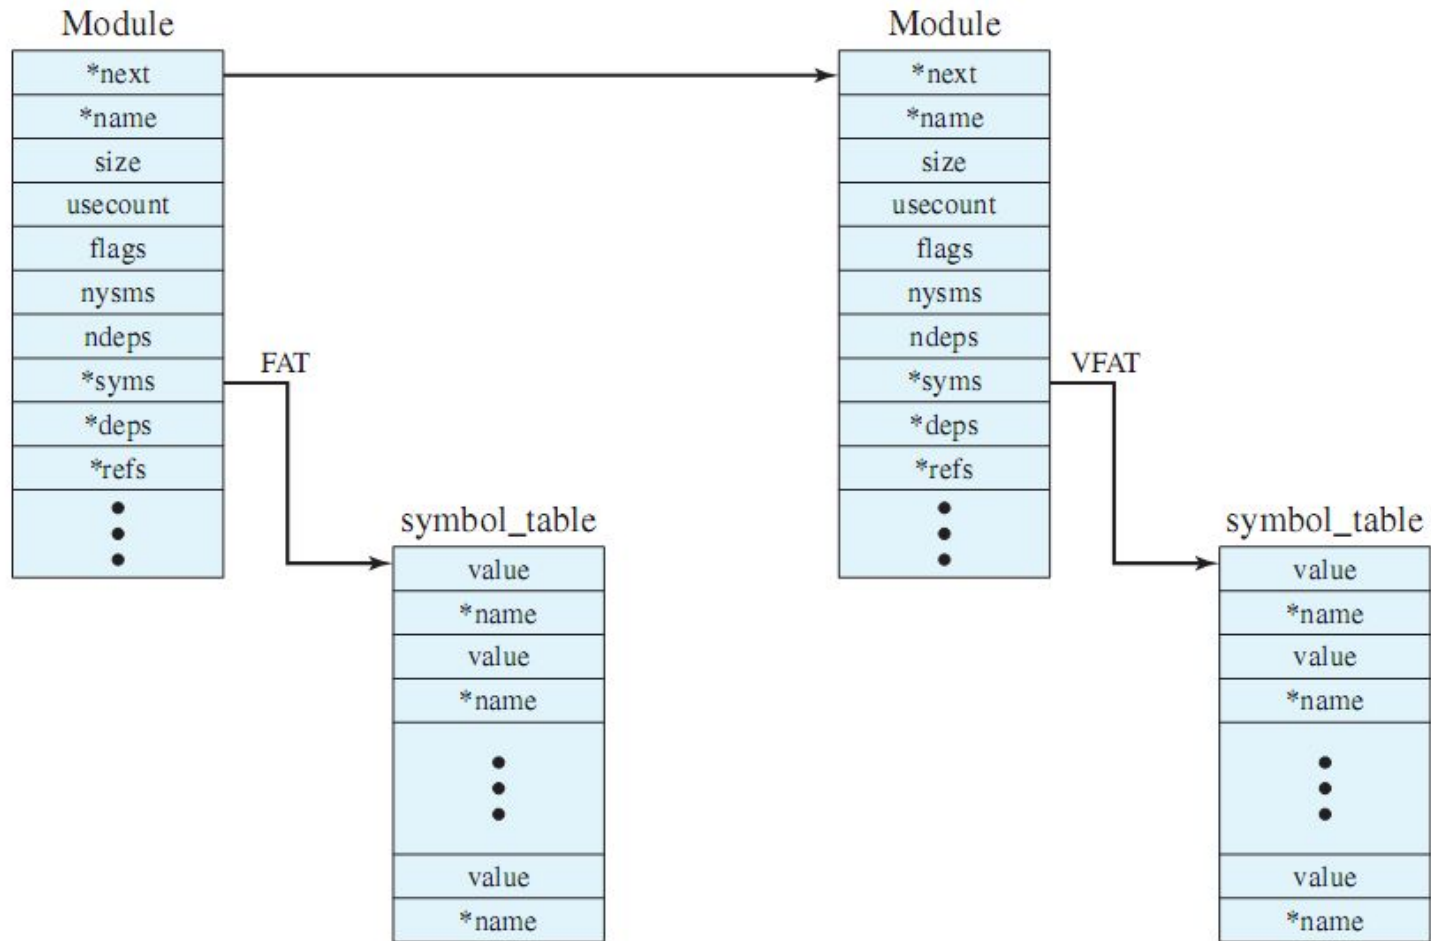 Module
*next
*name
size
usecount
flags
nysms
ndeps
*syms
*deps
*refs
FAT
symbol_table
value
*name
value
*name
value
*name
Module
*next
*name
size
usecount
flags
nysms
ndeps
*syms
*deps
*refs
VFAT
symbol_table
value
*name
value
*name
value
*name